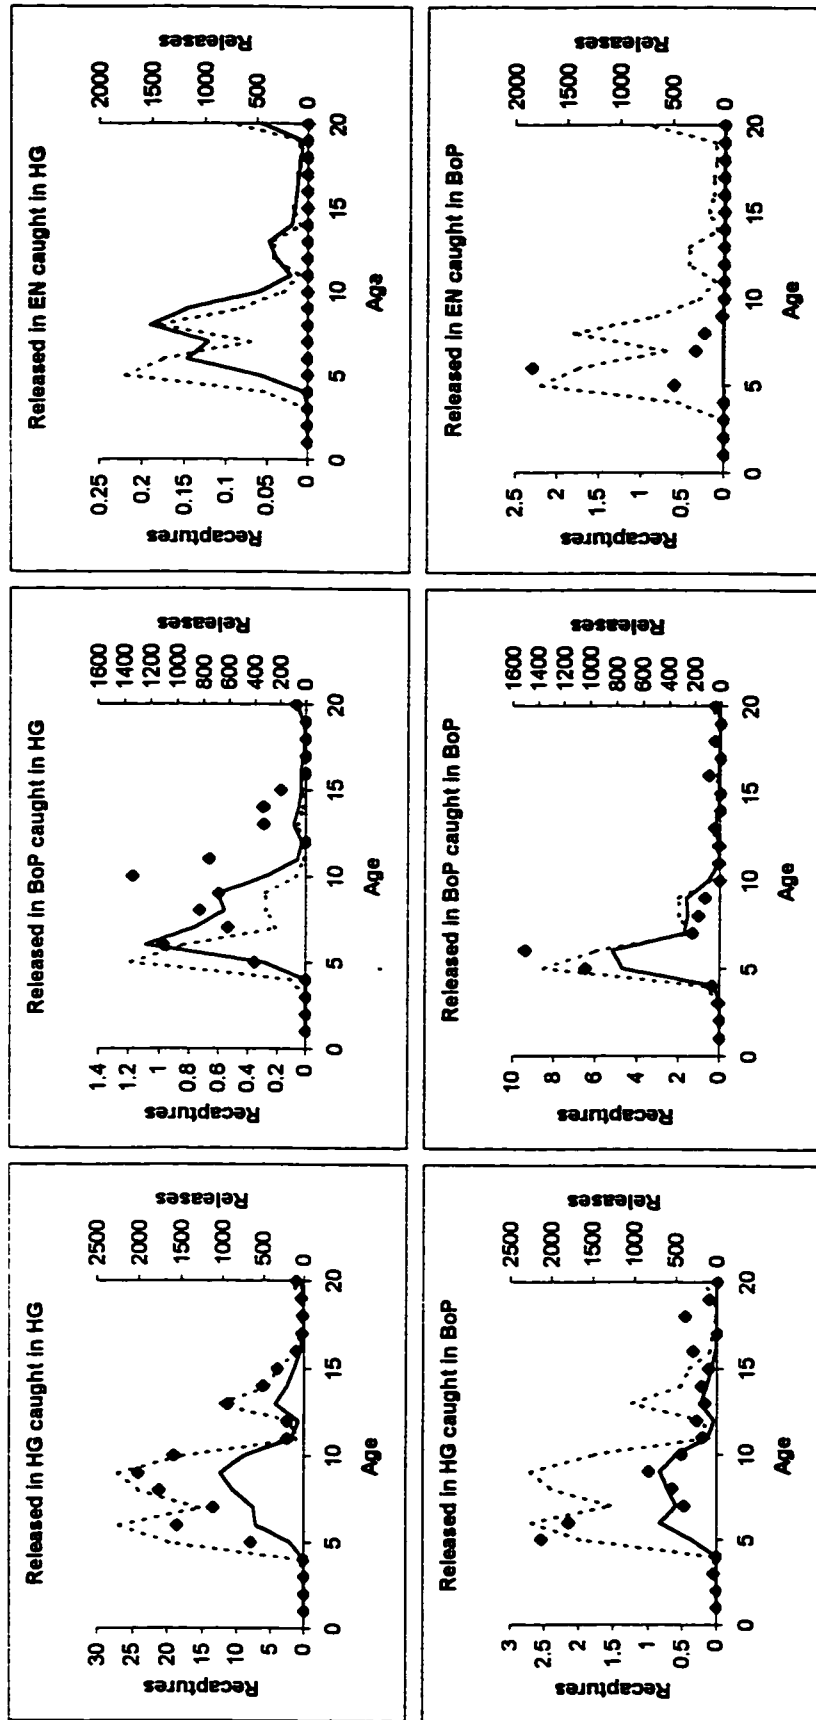 Released in HG caught in HG
Recaptures
30
25
20
15
10
5
0
Releases
2500
2000
1500
1000
500
0
0 5 10 15 20
Age
Released in BoP caught in HG
Recaptures
1.4
1.2
1
0.8
0.6
0.4
0.2
0
Releases
1600
1400
1200
1000
800
600
400
200
0
0 5 10 15 20
Age
Released in EN caught in HG
Recaptures
0.25
0.2
0.15
0.1
0.05
0
Releases
2000
1500
1000
500
0
0 5 10 15 20
Age
Released in HG caught in BoP
Recaptures
3
2.5
2
1.5
1
0.5
0
Releases
2500
2000
1500
1000
500
0
0 5 10 15 20
Age
Released in BoP caught in BoP
Recaptures
10
8
6
4
2
0
Releases
1600
1400
1200
1000
800
600
400
200
0
0 5 10 15 20
Age
Released in EN caught in BoP
Recaptures
2.5
2
1.5
1
0.5
0
Releases
2000
1500
1000
500
0
0 5 10 15 20
Age